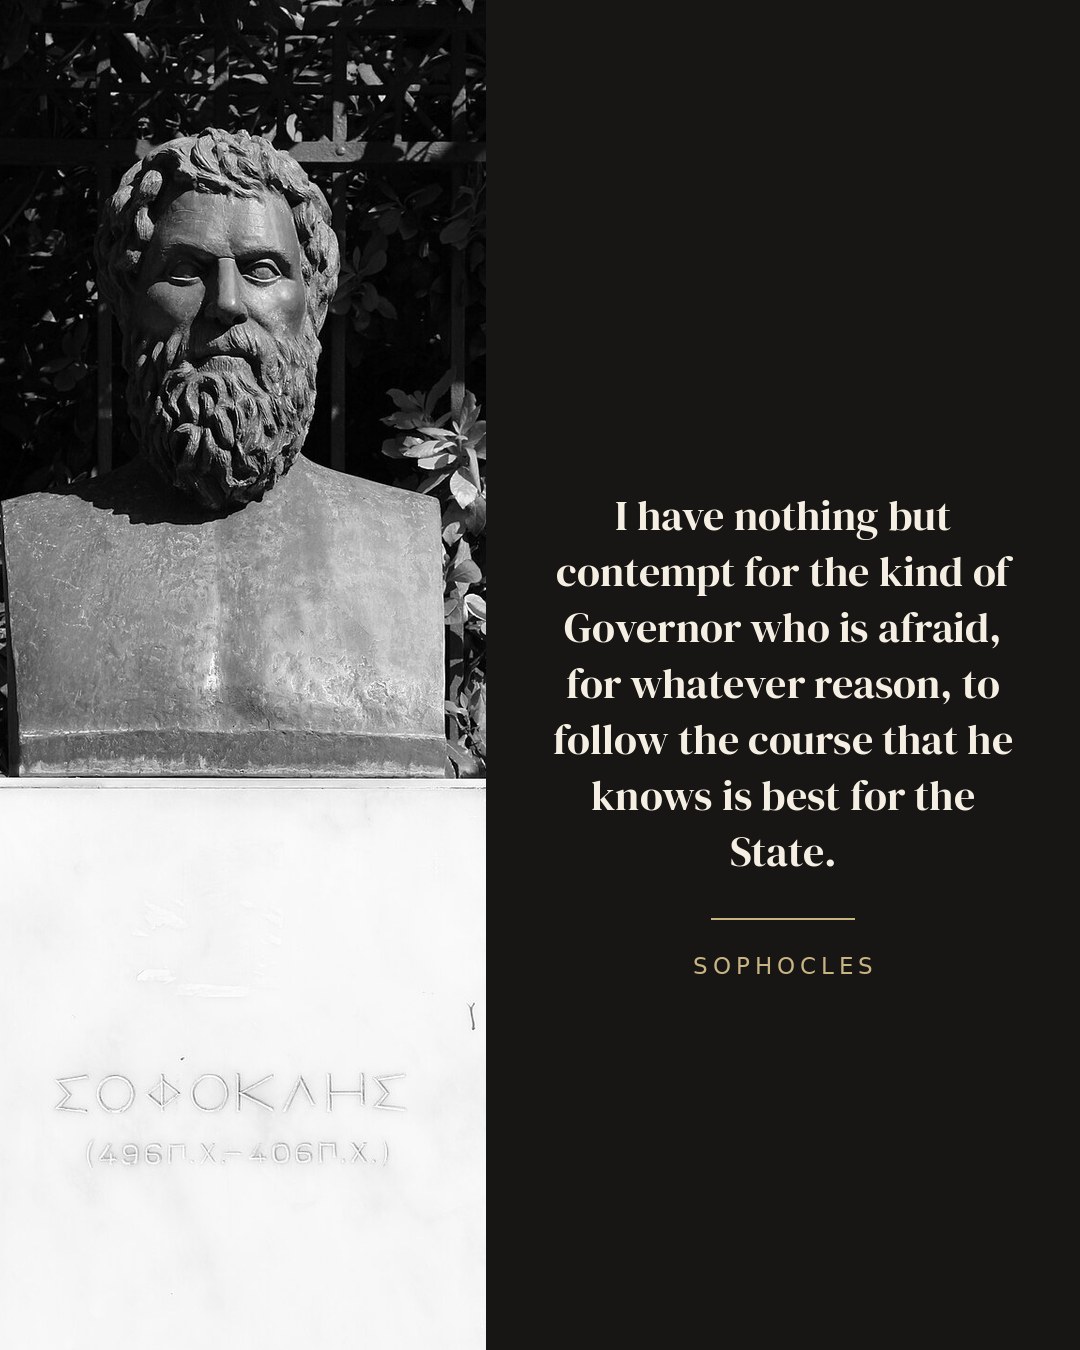 I have nothing but
contempt for the kind of
Governor who is afraid,
for whatever reason, to
follow the course that he
knows is best for the
State.
SOPHOCLES
ΣΟΦΟΚΛΗΣ
(496Π.Χ.–406Π.Χ.)